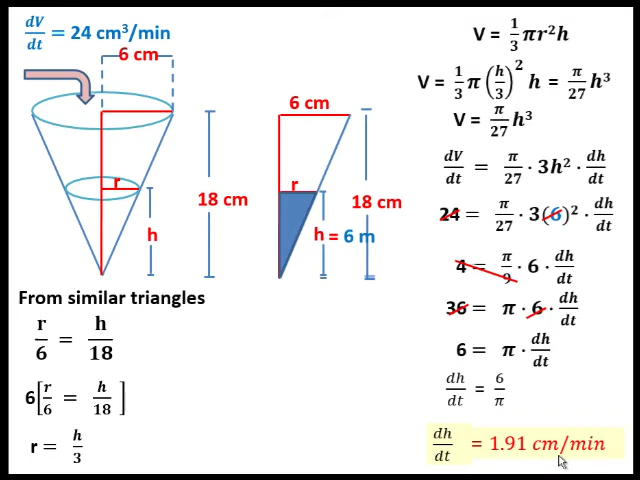 dV/dt = 24 cm³/min
6 cm
r
h
18 cm
6 cm
r
h = 6 m
18 cm
From similar triangles
r/6 = h/18
6[r/6 = h/18]
r = h/3
V = 1/3 πr²h
V = 1/3 π(h/3)² h = π/27 h³
V = π/27 h³
dV/dt = π/27 · 3h² · dh/dt
24 = π/27 · 3(6)² · dh/dt
4 = π/9 · 6 · dh/dt
36 = π · 6 · dh/dt
6 = π · dh/dt
dh/dt = 6/π
dh/dt = 1.91 cm/min